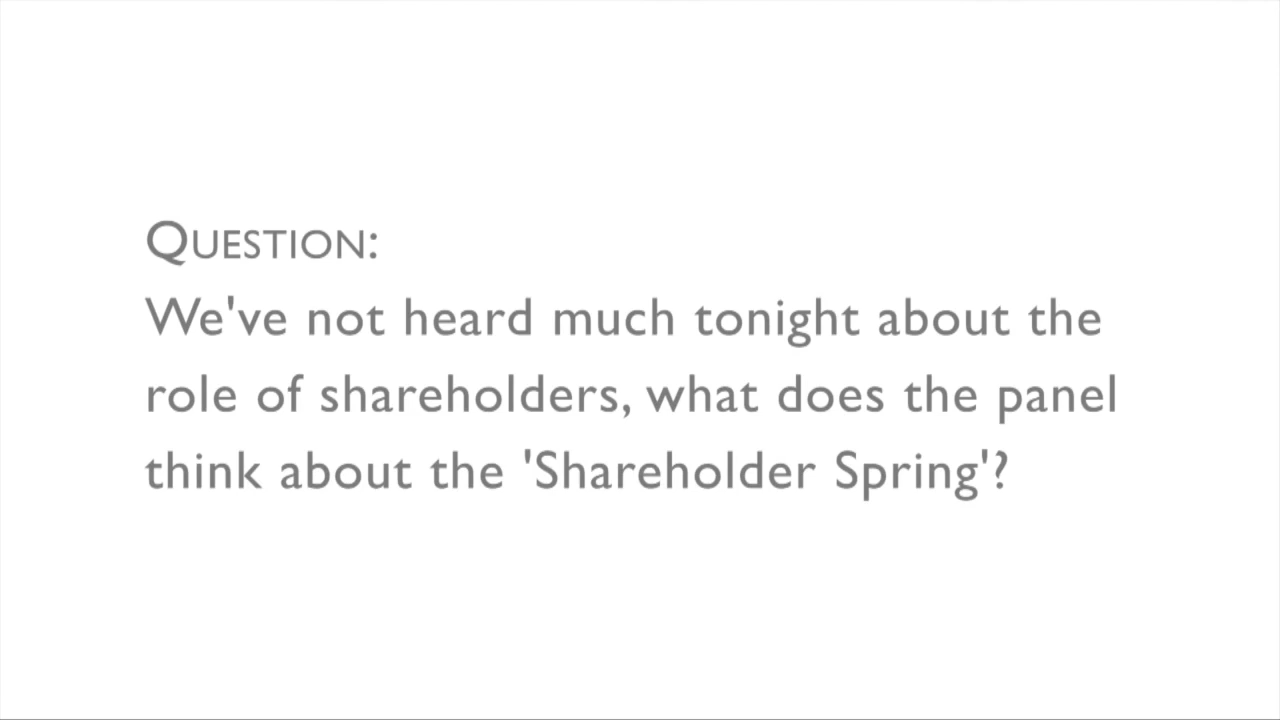 QUESTION:
We've not heard much tonight about the
role of shareholders, what does the panel
think about the 'Shareholder Spring'?